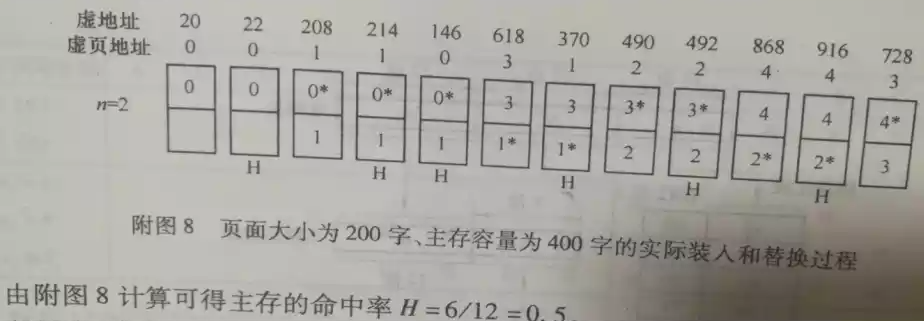 虚地址 20 22 208 214 146 618 370 490 492 868 916 728
虚页地址 0 0 1 1 0 3 1 2 2 4 4 3
n=2 0 0 0* 0* 0* 3 3 3* 3* 4 4 4*
1 1 1 1* 1* 2 2 2* 2* 3
H H H H H H
附图 8 页面大小为 200 字、主存容量为 400 字的实际装入和替换过程
由附图 8 计算可得主存的命中率 H=6/12=0.5。